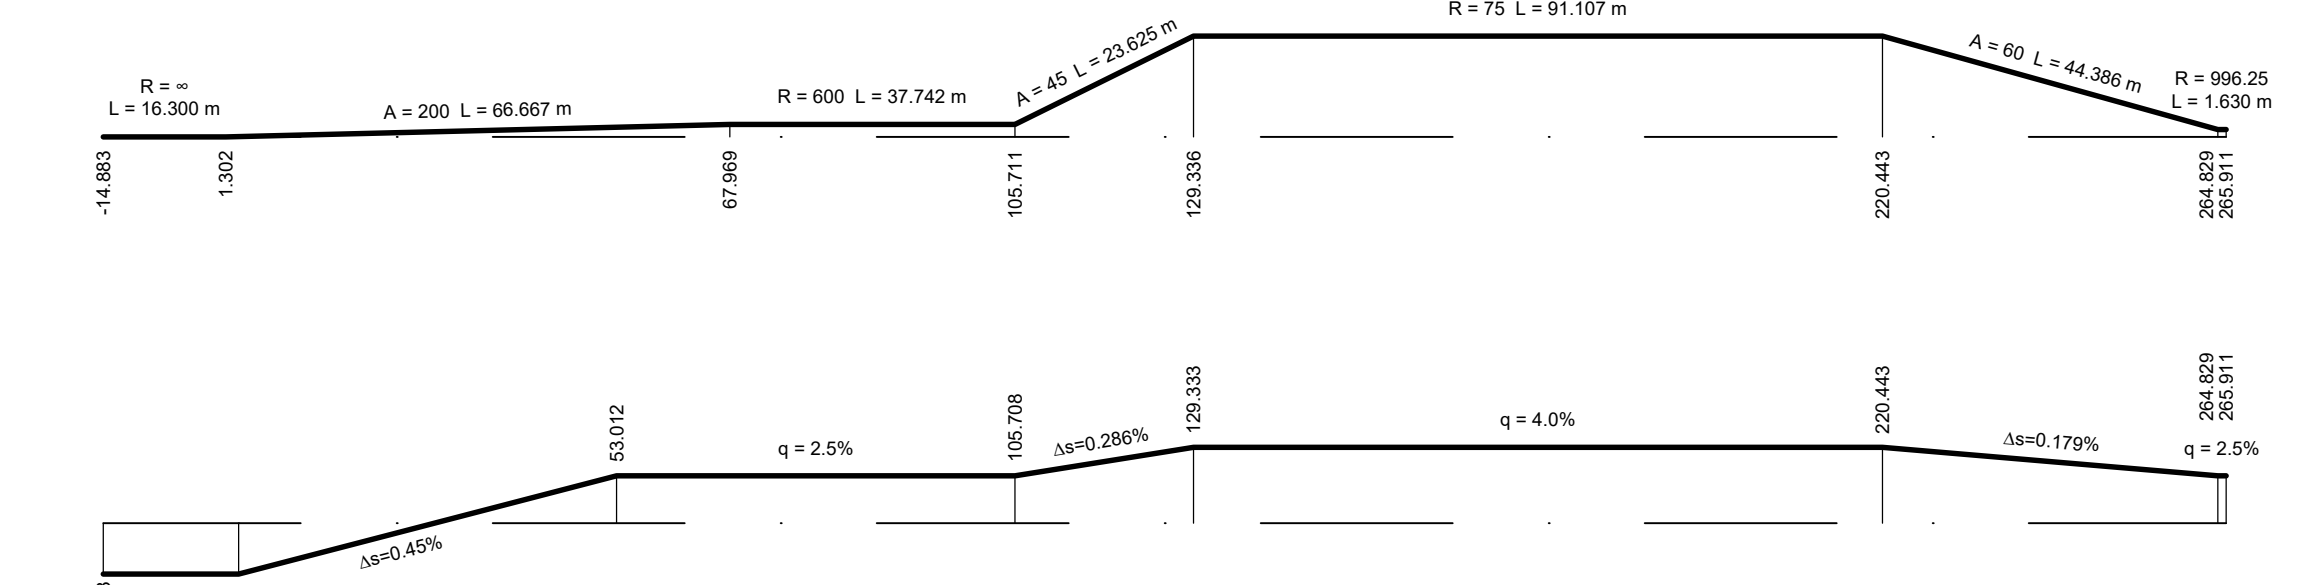 R = 75 L = 91.107 m
A = 45 L = 23.625 m
A = 60 L = 44.386 m
R = ∞
L = 16.300 m
A = 200 L = 66.667 m
R = 600 L = 37.742 m
R = 996.25
L = 1.630 m
-14.883
1.302
67.969
105.711
129.336
220.443
264.829
265.911
53.012
105.708
129.333
220.443
264.829
265.911
q = 2.5%
Δs=0.286%
q = 4.0%
Δs=0.179%
q = 2.5%
Δs=0.45%